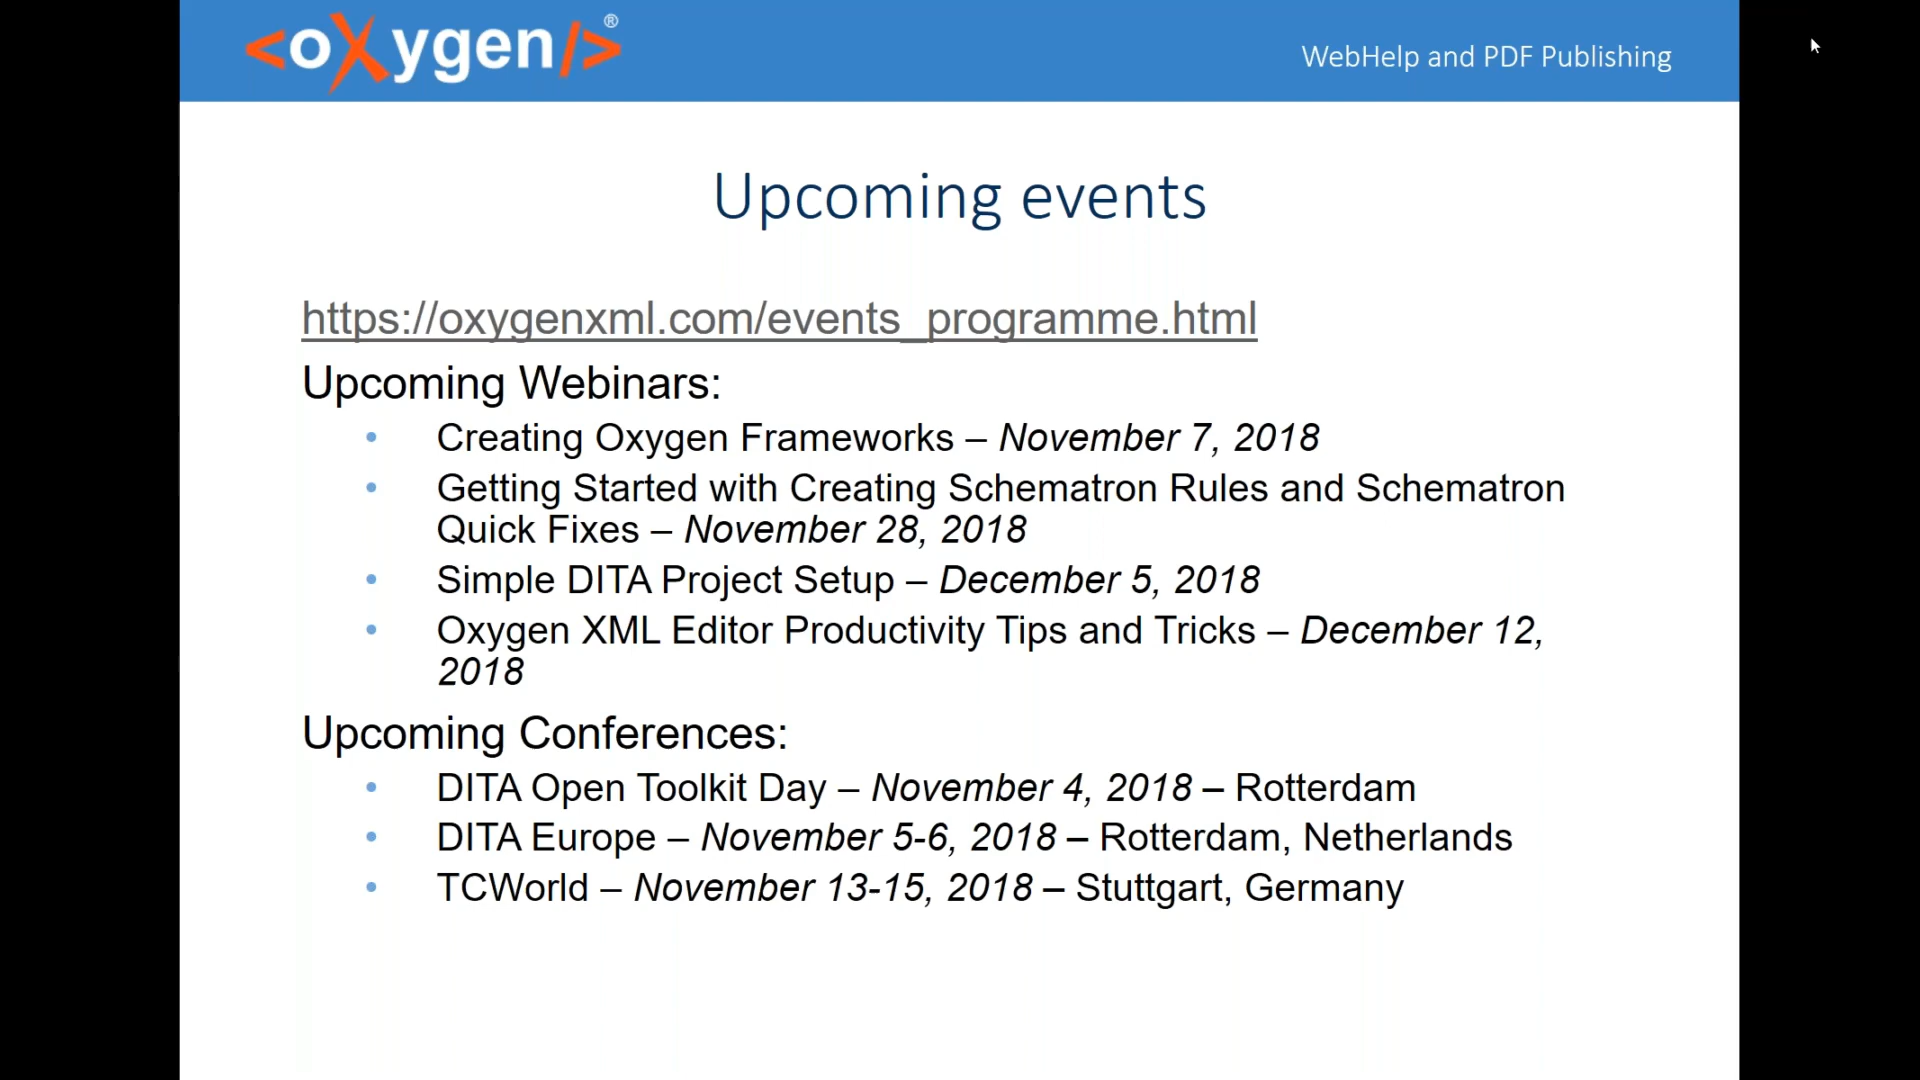 <oXygen/>®
WebHelp and PDF Publishing
Upcoming events
https://oxygenxml.com/events_programme.html
Upcoming Webinars:
• Creating Oxygen Frameworks – November 7, 2018
• Getting Started with Creating Schematron Rules and Schematron
Quick Fixes – November 28, 2018
• Simple DITA Project Setup – December 5, 2018
• Oxygen XML Editor Productivity Tips and Tricks – December 12,
2018
Upcoming Conferences:
• DITA Open Toolkit Day – November 4, 2018 – Rotterdam
• DITA Europe – November 5-6, 2018 – Rotterdam, Netherlands
• TCWorld – November 13-15, 2018 – Stuttgart, Germany